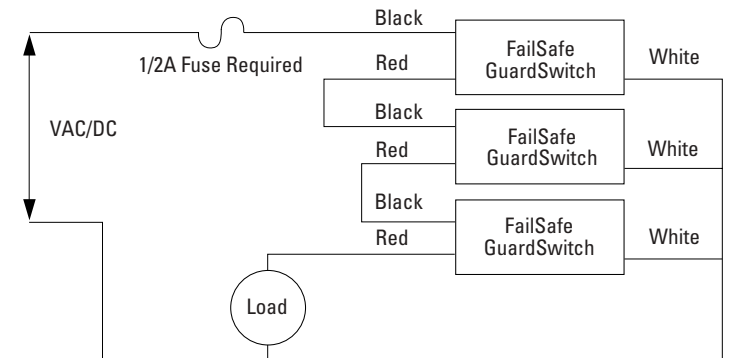 Black
1/2A Fuse Required
FailSafe
GuardSwitch
White
Red
VAC/DC
Black
FailSafe
GuardSwitch
White
Red
Black
FailSafe
GuardSwitch
White
Red
Load